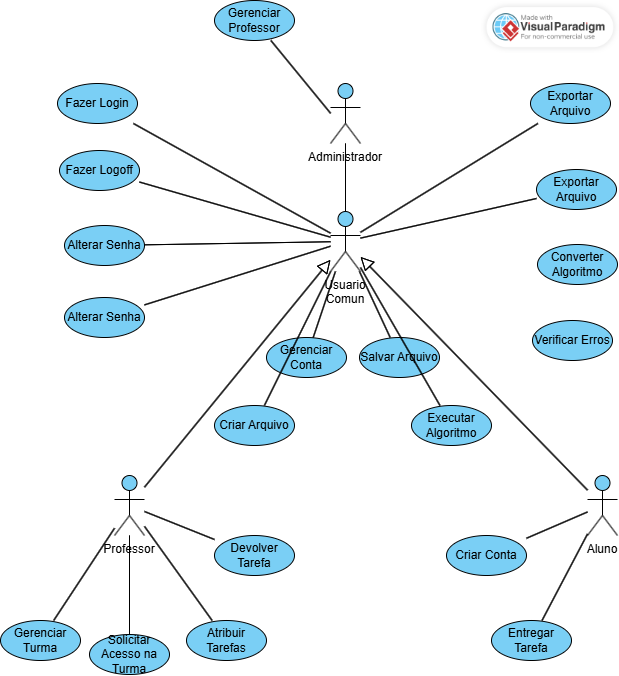 Gerenciar
Professor
Made with
Visual Paradigm
For non-commercial use
Fazer Login
Exportar
Arquivo
Administrador
Fazer Logoff
Exportar
Arquivo
Alterar Senha
Converter
Algoritmo
Usuario
Comun
Alterar Senha
Verificar Erros
Gerenciar
Conta
Salvar Arquivo
Criar Arquivo
Executar
Algoritmo
Professor
Devolver
Tarefa
Criar Conta
Aluno
Gerenciar
Turma
Solicitar
Acesso na
Turma
Atribuir
Tarefas
Entregar
Tarefa